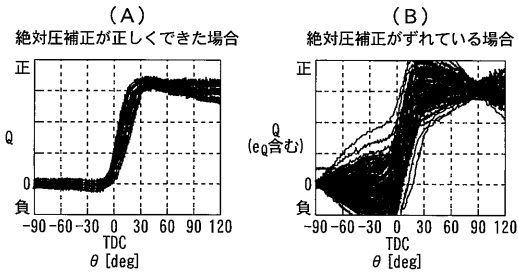 (A)
絶対圧補正が正しくできた場合
正
Q
0
負
-90 -60 -30 0 30 60 90 120
TDC
θ [deg]
(B)
絶対圧補正がずれている場合
正
Q
(eQ含む)
0
負
-90 -60 -30 0 30 60 90 120
TDC
θ [deg]